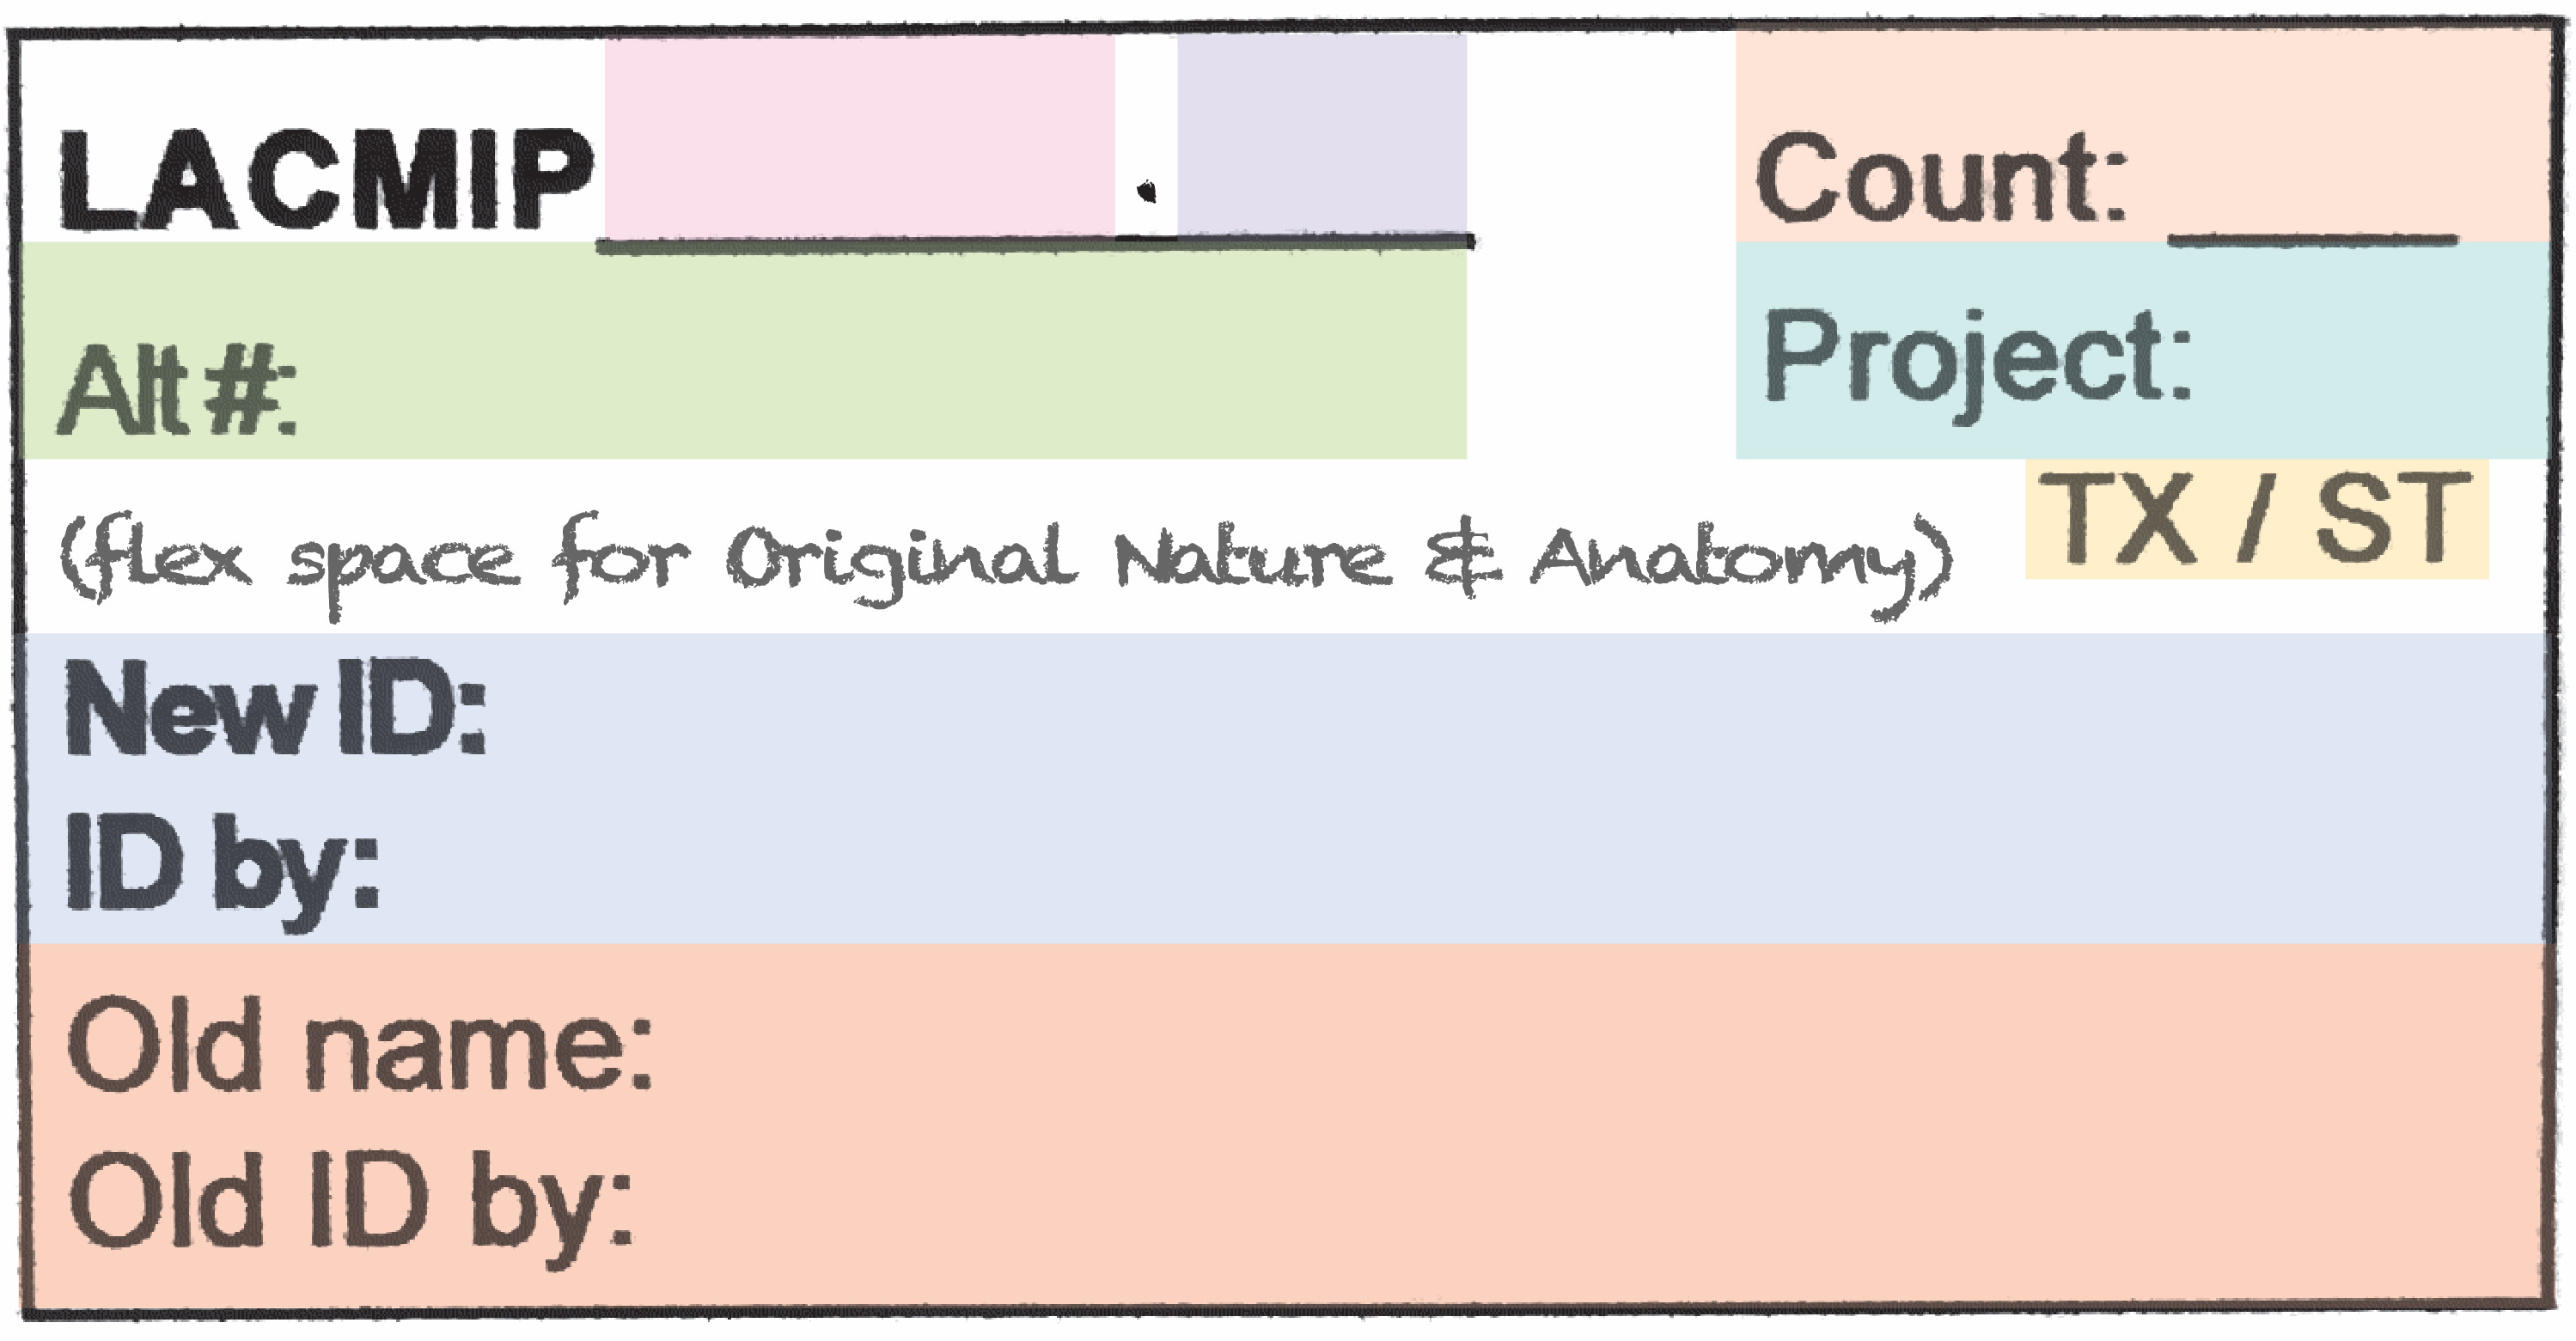 LACMIP . Count:
Alt #: Project:
(flex space for Original Nature & Anatomy) TX / ST
New ID:
ID by:
Old name:
Old ID by: